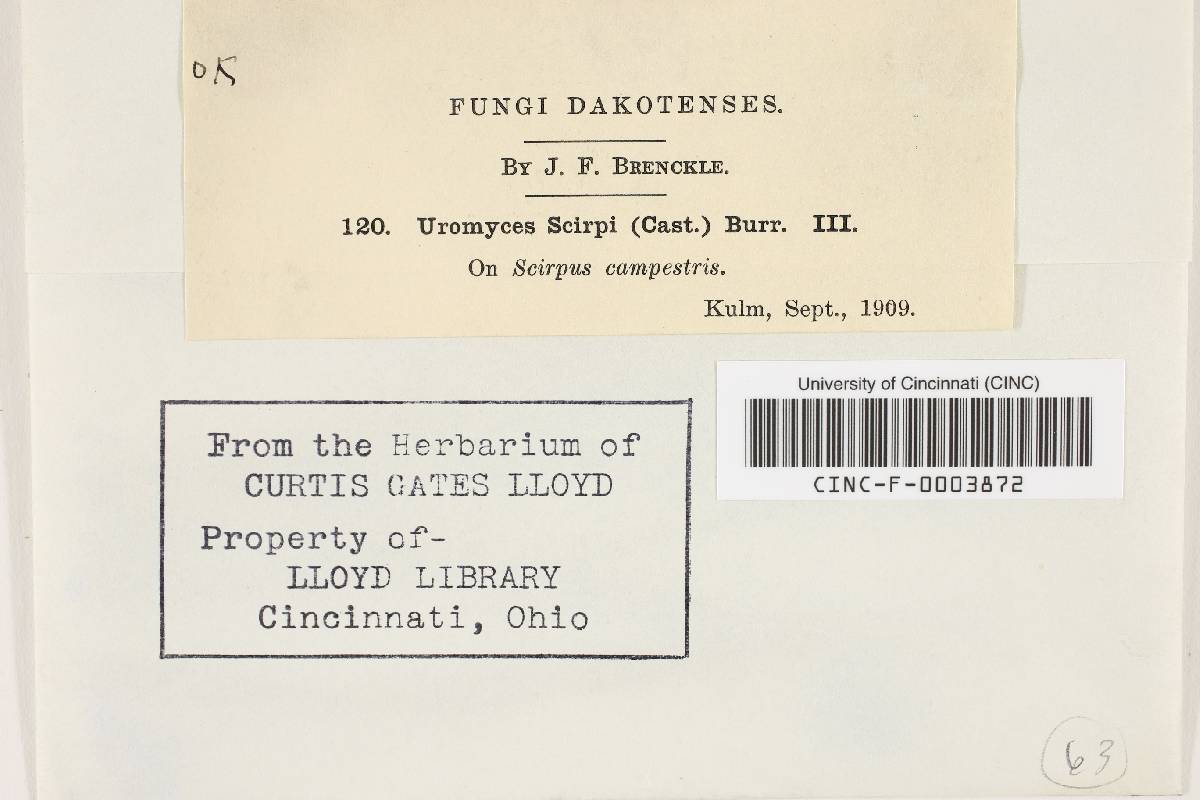 OK
FUNGI DAKOTENSES.
BY J. F. BRENCKLE.
120. Uromyces Scirpi (Cast.) Burr. III.
On Scirpus campestris.
Kulm, Sept., 1909.
University of Cincinnati (CINC)
CINC-F-0003872
From the Herbarium of
CURTIS GATES LLOYD
Property of-
LLOYD LIBRARY
Cincinnati, Ohio
63